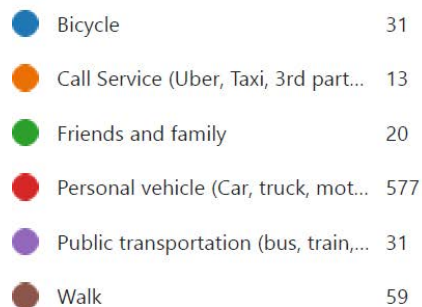 Bicycle 31
Call Service (Uber, Taxi, 3rd part... 13
Friends and family 20
Personal vehicle (Car, truck, mot... 577
Public transportation (bus, train,... 31
Walk 59